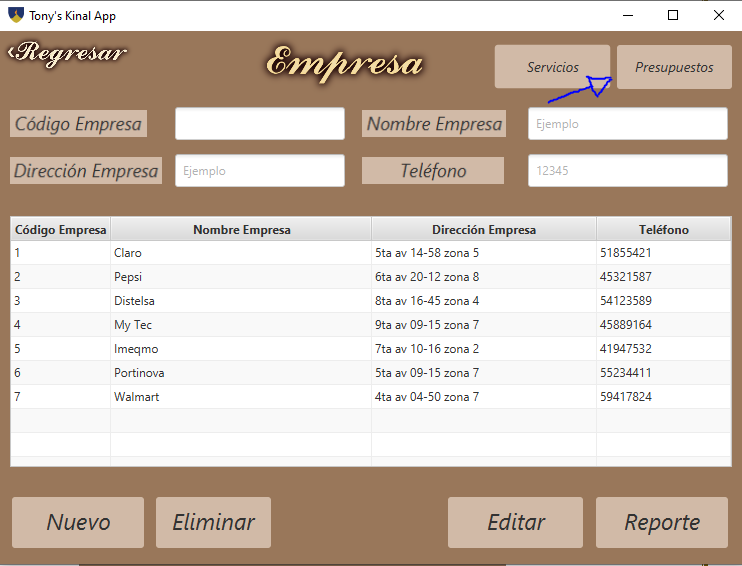 Tony's Kinal App
‹Regresar
Empresa
Servicios
Presupuestos
Código Empresa
Nombre Empresa
Ejemplo
Dirección Empresa
Ejemplo
Teléfono
12345
Código Empresa Nombre Empresa Dirección Empresa Teléfono
1 Claro 5ta av 14-58 zona 5 51855421
2 Pepsi 6ta av 20-12 zona 8 45321587
3 Distelsa 8ta av 16-45 zona 4 54123589
4 My Tec 9ta av 09-15 zona 7 45889164
5 Imeqmo 7ta av 10-16 zona 2 41947532
6 Portinova 5ta av 09-15 zona 7 55234411
7 Walmart 4ta av 04-50 zona 7 59417824
Nuevo
Eliminar
Editar
Reporte